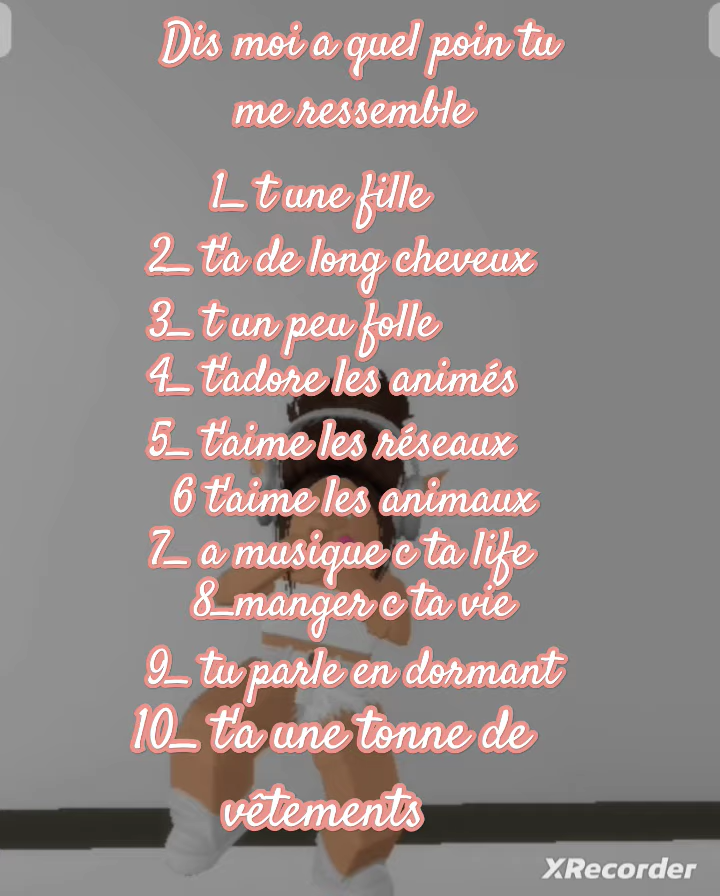 Dis moi a quel poin tu
me ressemble
1_ t une fille
2_ t'a de long cheveux
3_ t un peu folle
4_ t'adore les animés
5_ t'aime les réseaux
6 t'aime les animaux
7_ a musique c ta life
8_manger c ta vie
9_ tu parle en dormant
10_ t'a une tonne de
vêtements
XRecorder